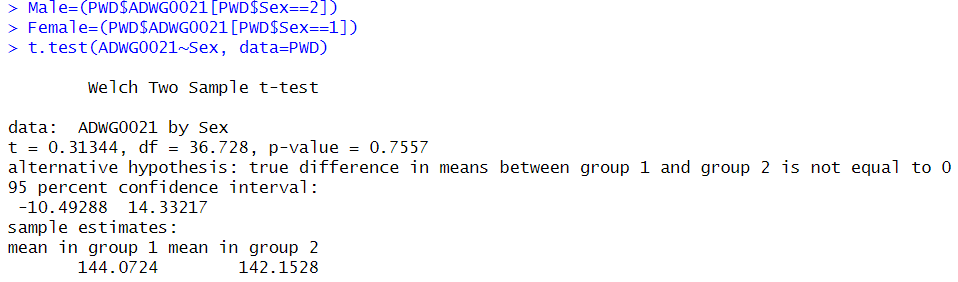 > Male=(PWD$ADWG0021[PWD$Sex==2])
> Female=(PWD$ADWG0021[PWD$Sex==1])
> t.test(ADWG0021~Sex, data=PWD)
Welch Two Sample t-test
data:  ADWG0021 by Sex
t = 0.31344, df = 36.728, p-value = 0.7557
alternative hypothesis: true difference in means between group 1 and group 2 is not equal to 0
95 percent confidence interval:
-10.49288  14.33217
sample estimates:
mean in group 1 mean in group 2
144.0724        142.1528